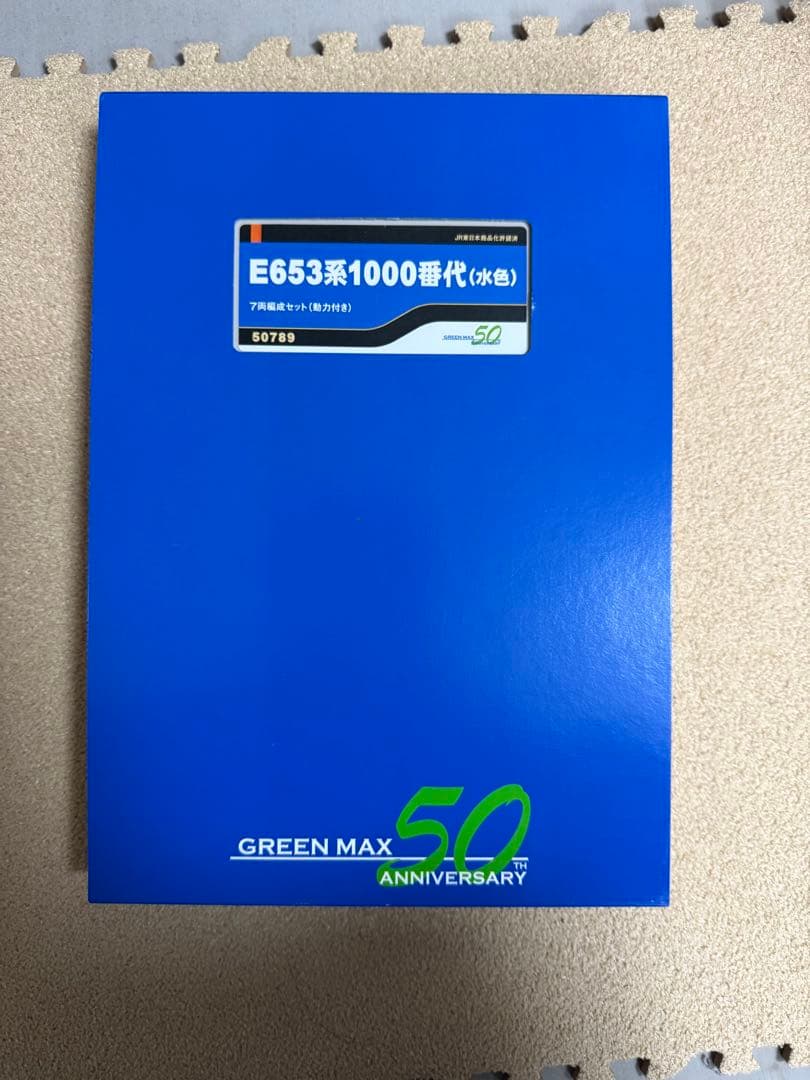 JR東日本商品化許諾済
E653系1000番代(水色)
7両編成セット(動力付き)
50789
GREEN MAX 50
ANNIVERSARY
GREEN MAX 50TH
ANNIVERSARY